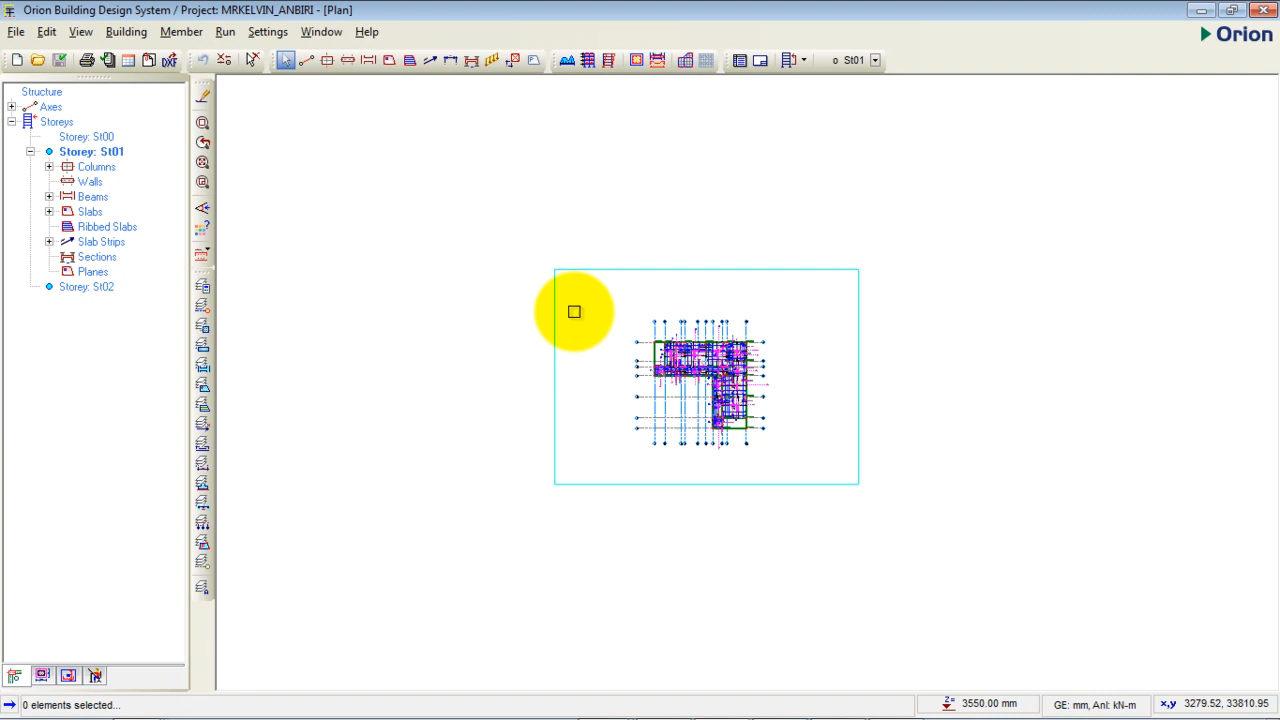 Orion Building Design System / Project: MRKELVIN_ANBIRI - [Plan]
File Edit View Building Member Run Settings Window Help
Orion
DXF
St01
Structure
Axes
Storeys
Storey: St00
Storey: St01
Columns
Walls
Beams
Slabs
Ribbed Slabs
Slab Strips
Sections
Planes
Storey: St02
0 elements selected...
Z= 3550.00 mm
GE: mm, Anl: kN-m
x,y 3279.52, 33810.95